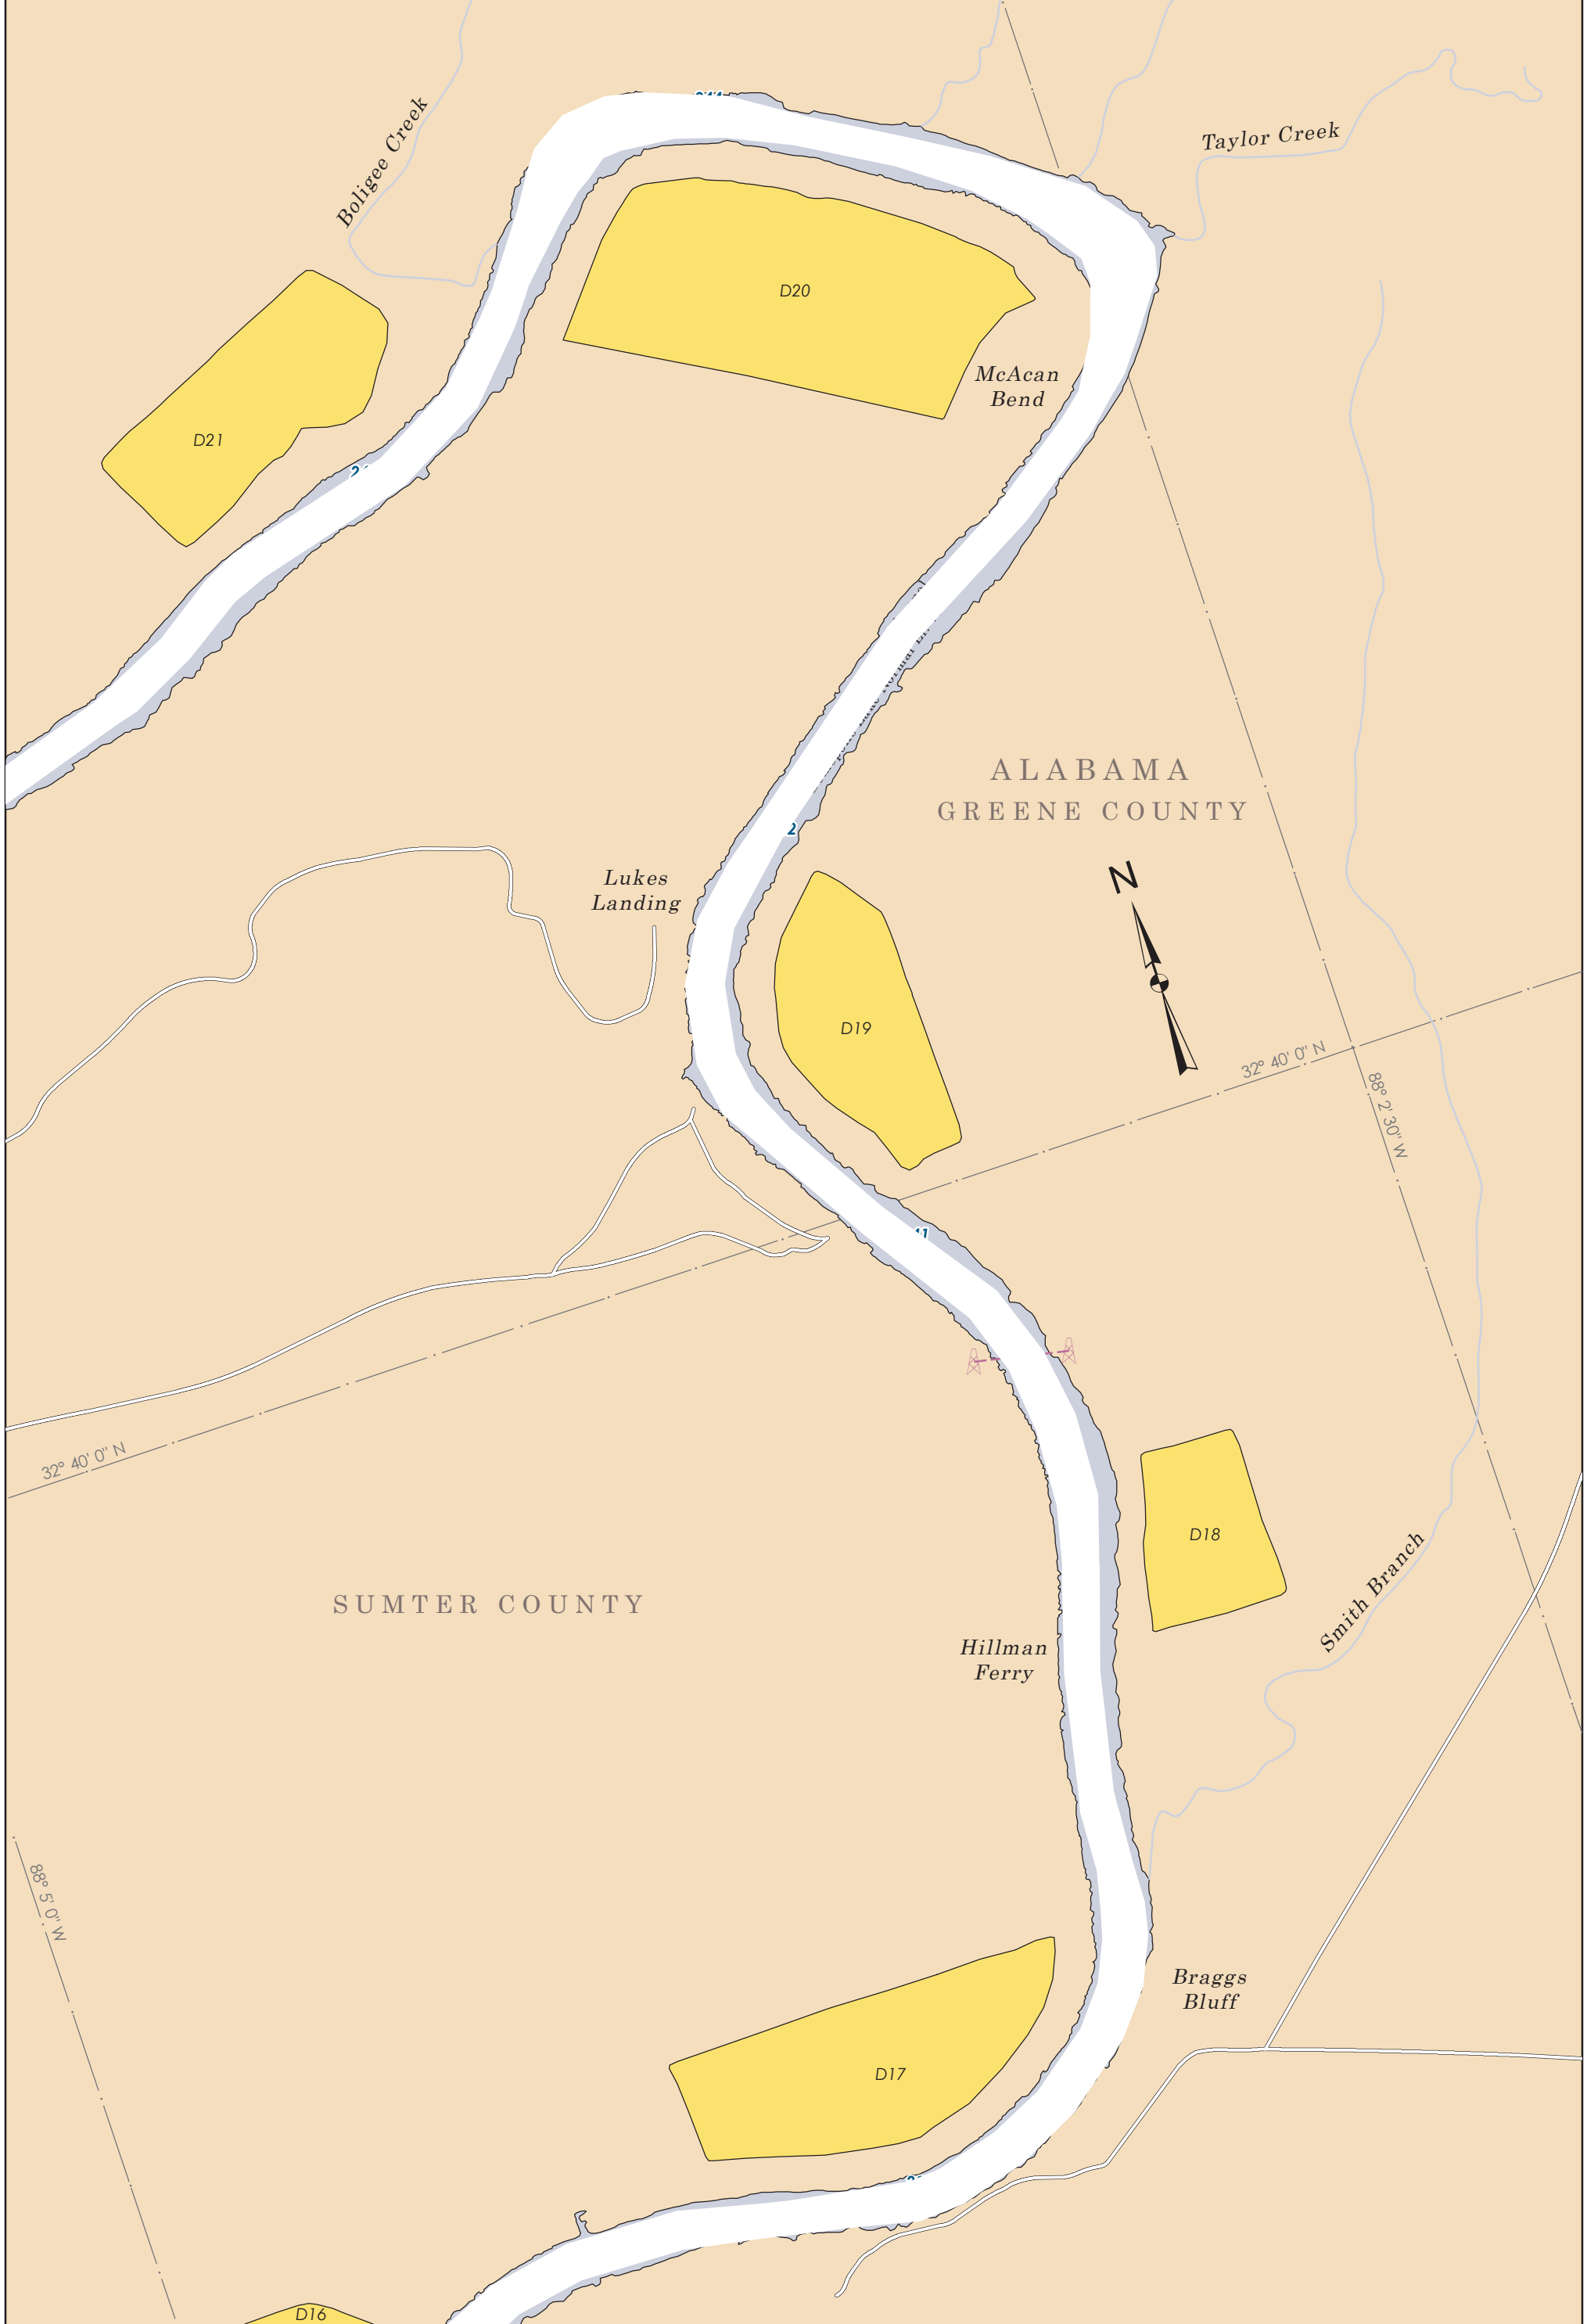 Boligee Creek
Taylor Creek
D20
McAcan
Bend
D21
ALABAMA
GREENE COUNTY
N
Lukes
Landing
D19
32° 40' 0" N
88° 2' 30" W
32° 40' 0" N
D18
Smith Branch
SUMTER COUNTY
Hillman
Ferry
88° 5' 0" W
Braggs
Bluff
D17
D16